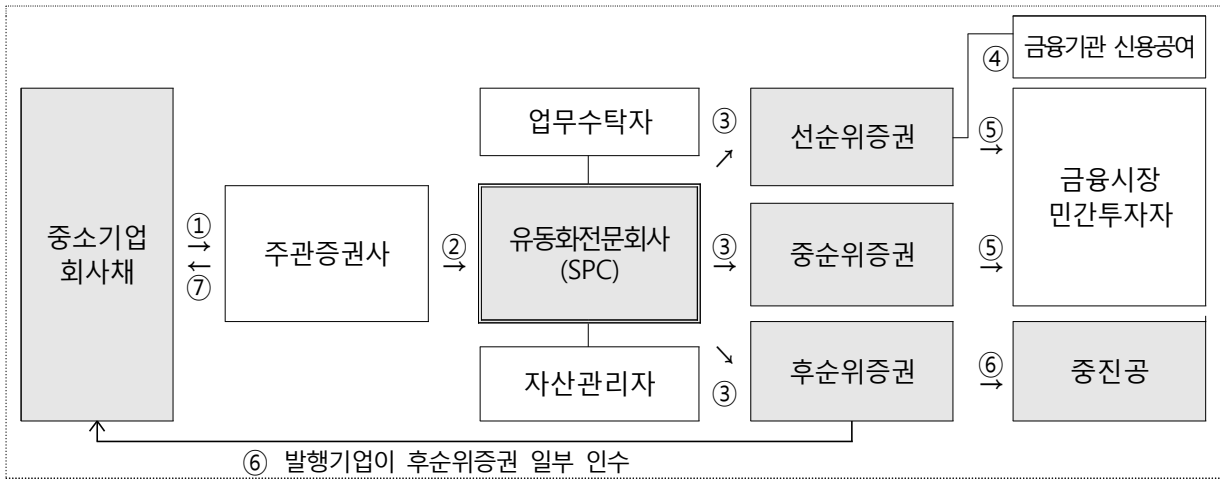 금융기관 신용공여
④
업무수탁자
③
↗
선순위증권
⑤
→
금융시장
민간투자자
중소기업
회사채
①
→
←
⑦
주관증권사
②
→
유동화전문회사
(SPC)
③
→
중순위증권
⑤
→
자산관리자
↘
③
후순위증권
⑥
→
중진공
⑥ 발행기업이 후순위증권 일부 인수